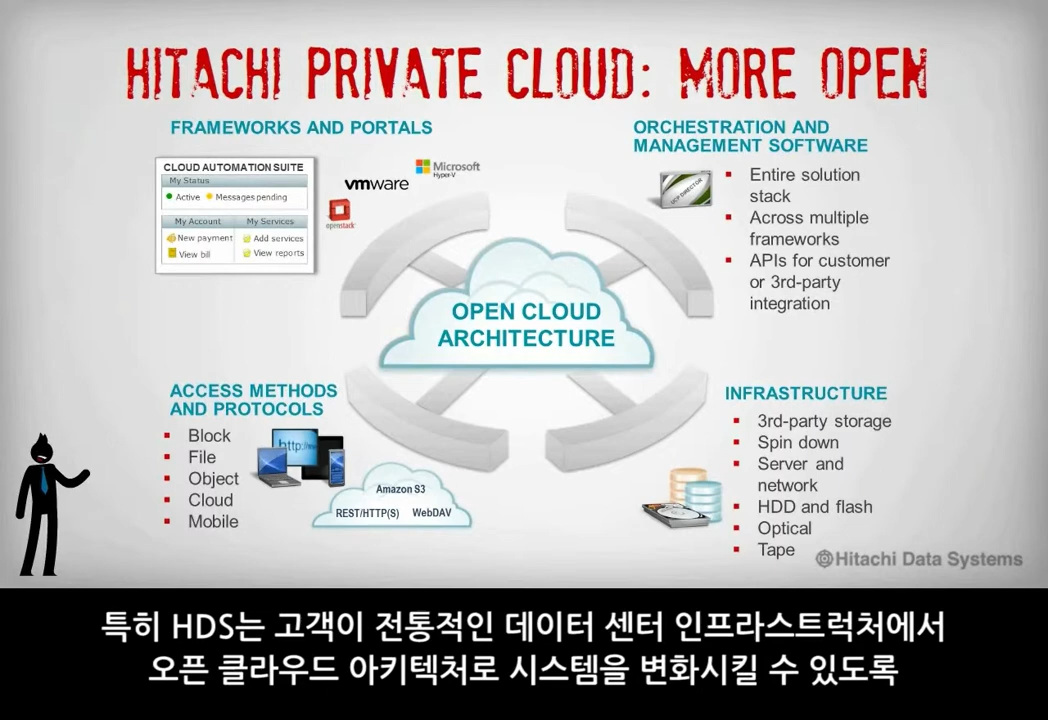 HITACHI PRIVATE CLOUD: MORE OPEN
FRAMEWORKS AND PORTALS
CLOUD AUTOMATION SUITE
My Status
Active Messages pending
My Account My Services
New payment Add services
View bill View reports
vmware
Microsoft
Hyper-V
openstack
ORCHESTRATION AND
MANAGEMENT SOFTWARE
UCP DIRECTOR
Entire solution
stack
Across multiple
frameworks
APIs for customer
or 3rd-party
integration
OPEN CLOUD
ARCHITECTURE
ACCESS METHODS
AND PROTOCOLS
Block
File
Object
Cloud
Mobile
Amazon S3
REST/HTTP(S) WebDAV
INFRASTRUCTURE
3rd-party storage
Spin down
Server and
network
HDD and flash
Optical
Tape
Hitachi Data Systems
특히 HDS는 고객이 전통적인 데이터 센터 인프라스트럭처에서
오픈 클라우드 아키텍처로 시스템을 변화시킬 수 있도록